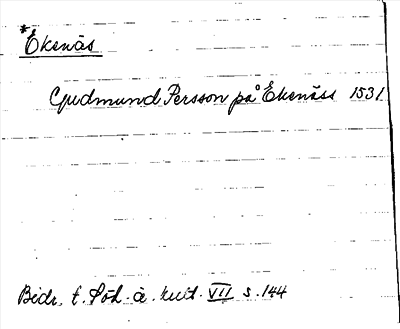 *Ekenäs
Gudmund Persson på Ekenäss 1531
Bidr. t. Söd. ä. kult. VII s. 144